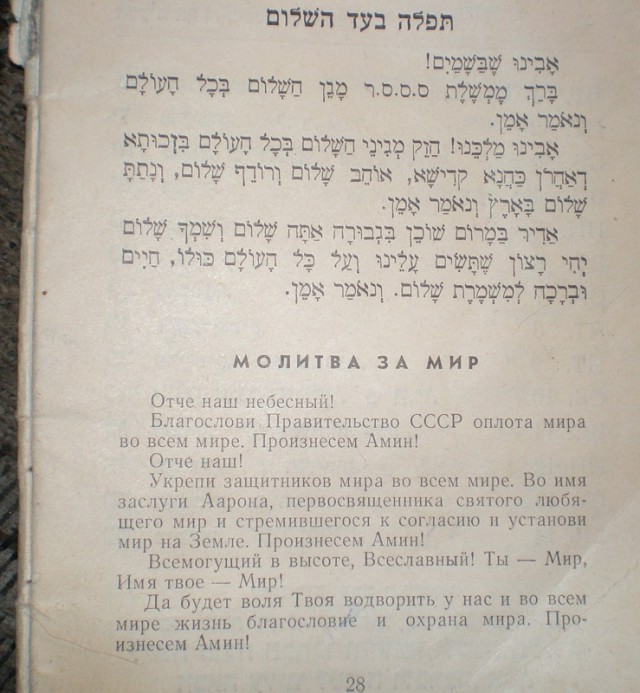 תפלה בעד השלום
אָבִינוּ שֶׁבַּשָּׁמַיִם!
בָּרֵךְ מֶמְשֶׁלֶת ס.ס.ס.ר מָגֵן הַשָּׁלוֹם בְּכָל הָעוֹלָם
וְנֹאמַר אָמֵן.
אָבִינוּ מַלְכֵּנוּ! חַזֵּק מְגִינֵי הַשָּׁלוֹם בְּכָל הָעוֹלָם בִּזְכוּתָא
דְאַהֲרֹן כַּהֲנָא קַדִישָׁא, אוֹהֵב שָׁלוֹם וְרוֹדֵף שָׁלוֹם, וְנָתַתָּ
שָׁלוֹם בָּאָרֶץ וְנֹאמַר אָמֵן.
אַדִיר בַּמָרוֹם שׁוֹכֵן בִּגְבוּרָה אַתָּה שָׁלוֹם וְשִׁמְךָ שָׁלוֹם
יְהִי רָצוֹן שֶׁתָּשִׂים עָלֵינוּ וְעַל כָּל הָעוֹלָם כּוּלוֹ, חַיִים
וּבְרָכָה לְמִשְׁמֶרֶת שָׁלוֹם. וְנֹאמַר אָמֵן.
МОЛИТВА ЗА МИР
Отче наш небесный!
Благослови Правительство СССР оплота мира
во всем мире. Произнесем Амин!
Отче наш!
Укрепи защитников мира во всем мире. Во имя
заслуги Аарона, первосвященника святого любя-
щего мир и стремившегося к согласию и установи
мир на Земле. Произнесем Амин!
Всемогущий в высоте, Всеславный! Ты — Мир,
Имя твое — Мир!
Да будет воля Твоя водворить у нас и во всем
мире жизнь благословие и охрана мира. Про-
изнесем Амин!
28